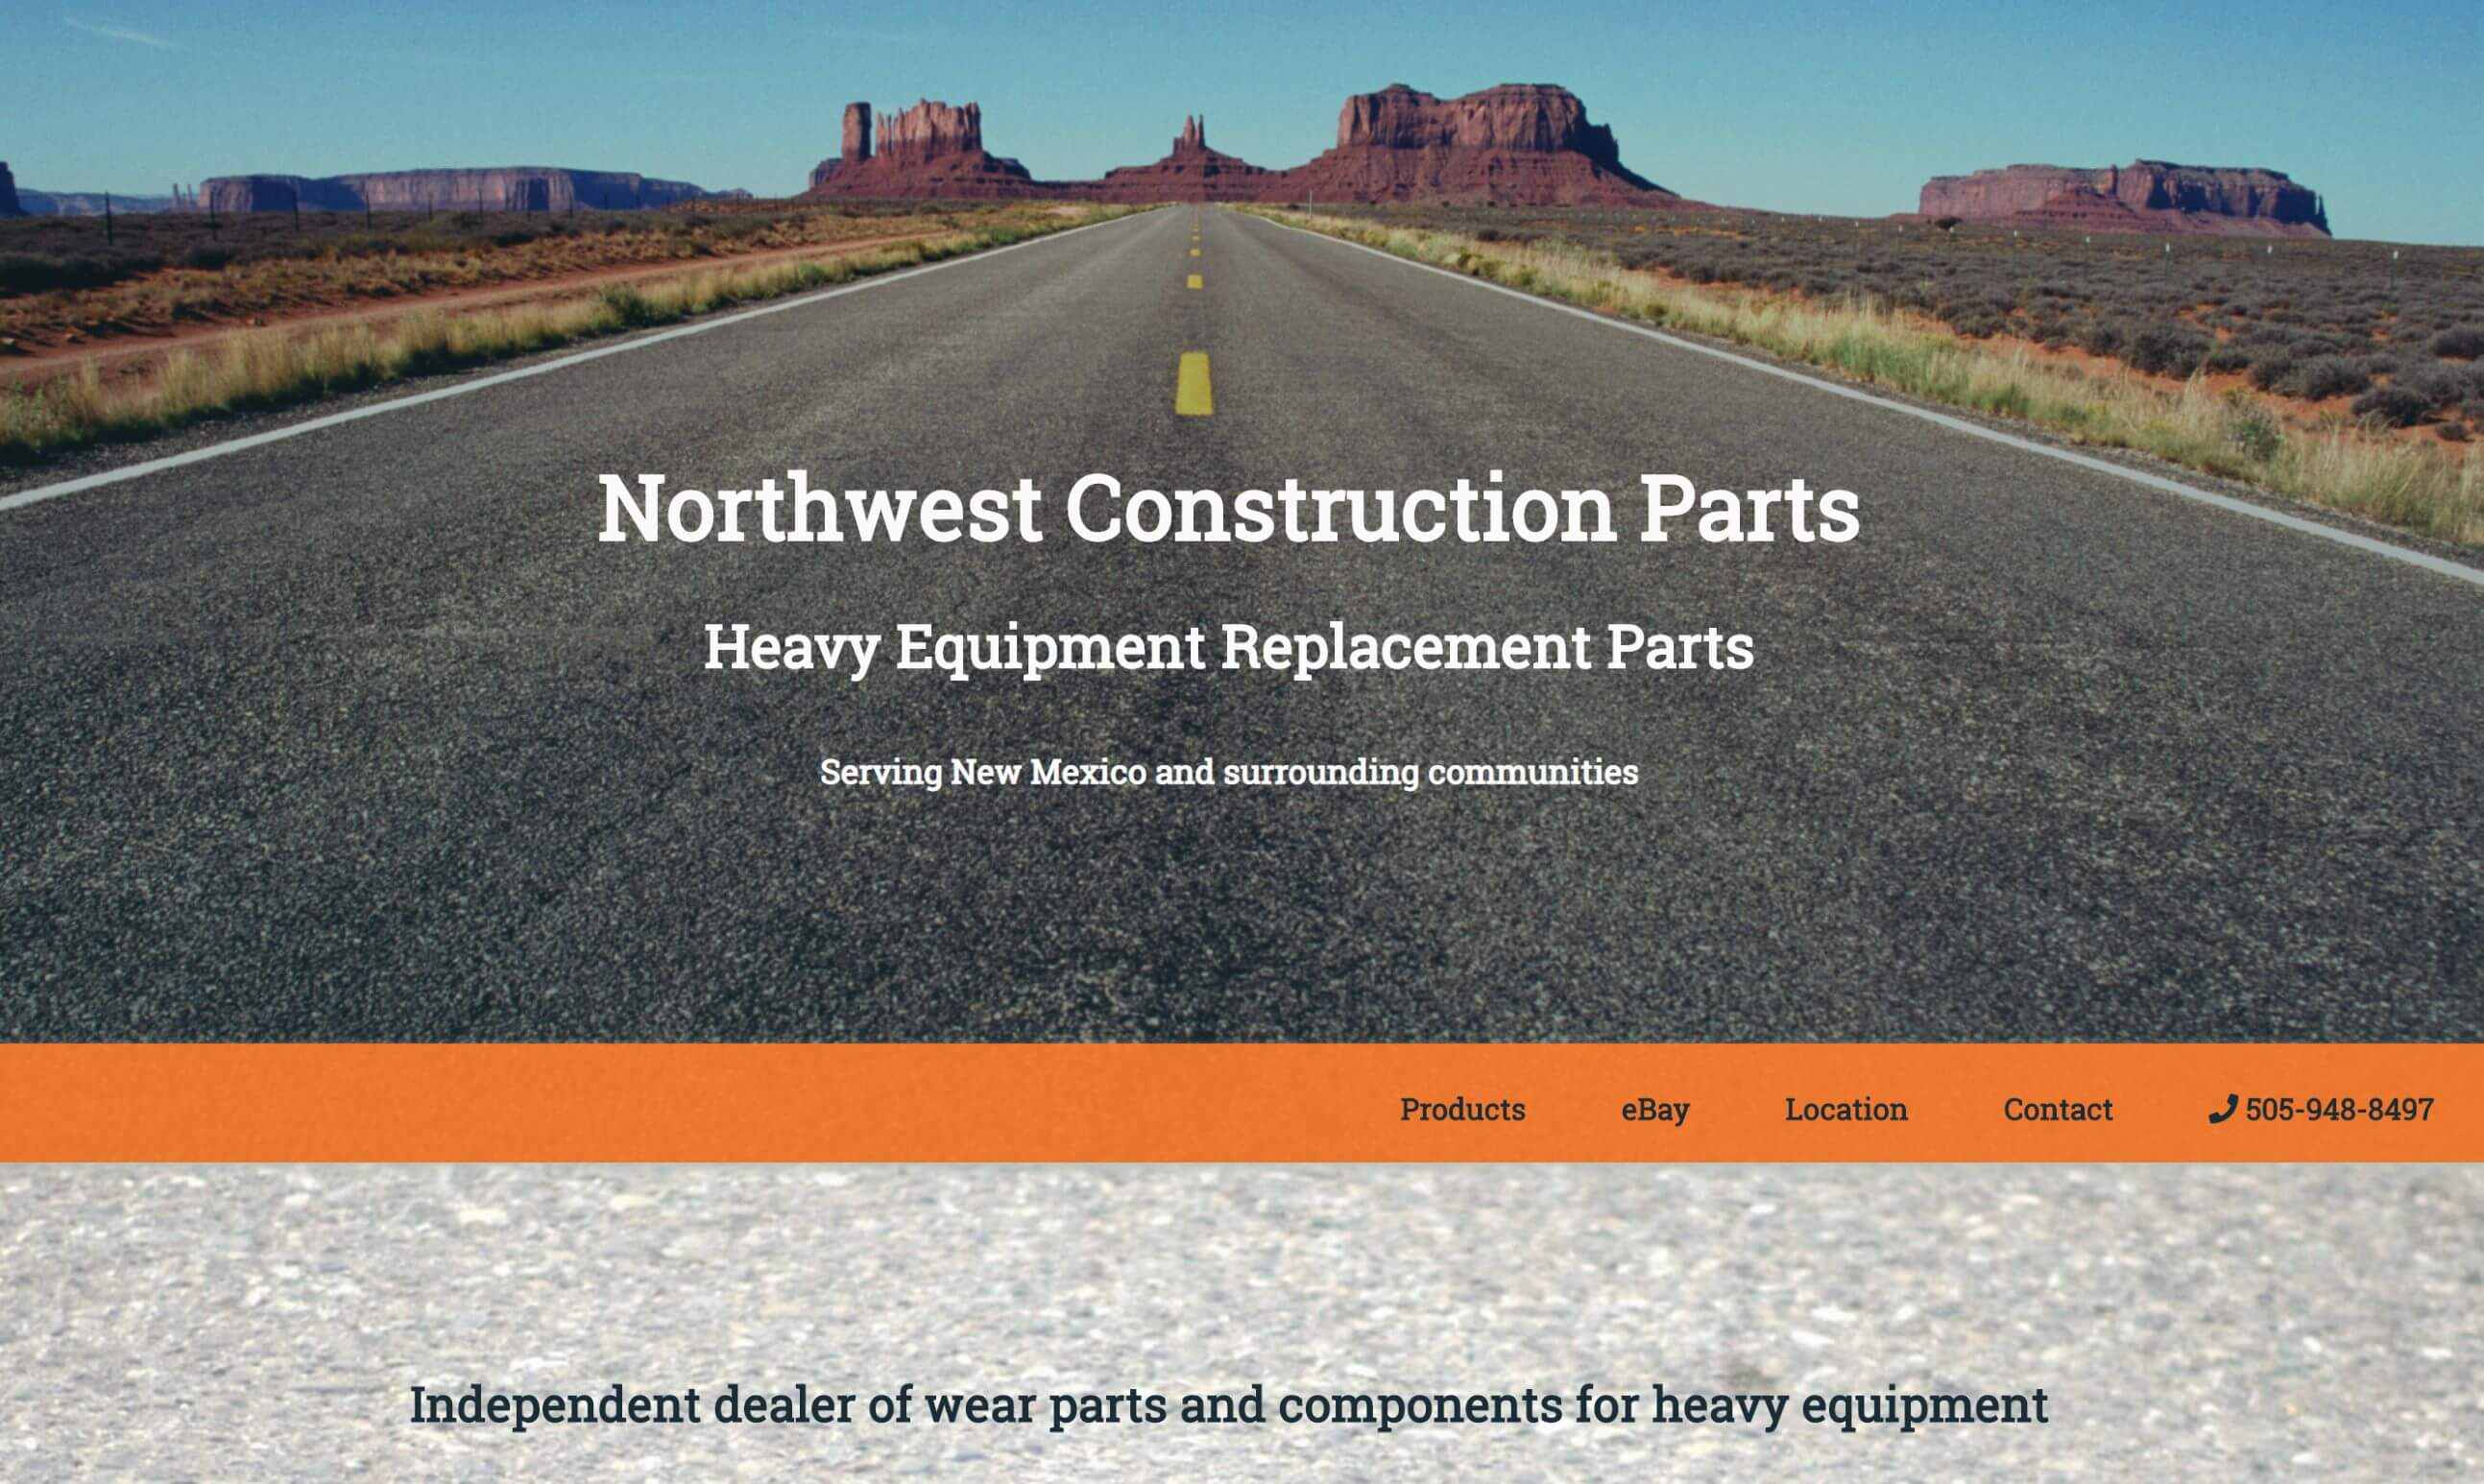 Northwest Construction Parts
Heavy Equipment Replacement Parts
Serving New Mexico and surrounding communities
Products eBay Location Contact 505-948-8497
Independent dealer of wear parts and components for heavy equipment